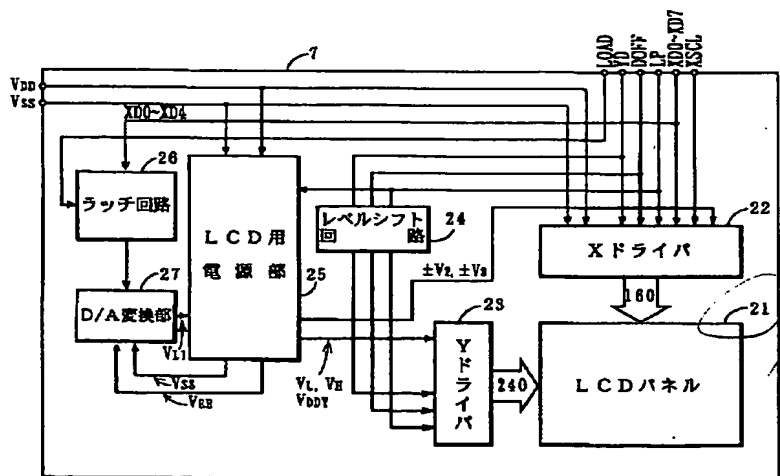 7
LOAD
YD
DOFF
LP
XD0~XD7
XSCL
VDD
VSS
XD0~XD4
26
ラッチ回路
LCD用
電源部
25
レベルシフト
回路
24
22
Xドライバ
±V2, ±V3
160
27
D/A変換部
VL1
VSS
VEE
VL, VH
VDDY
23
Yドライバ
240
21
LCDパネル